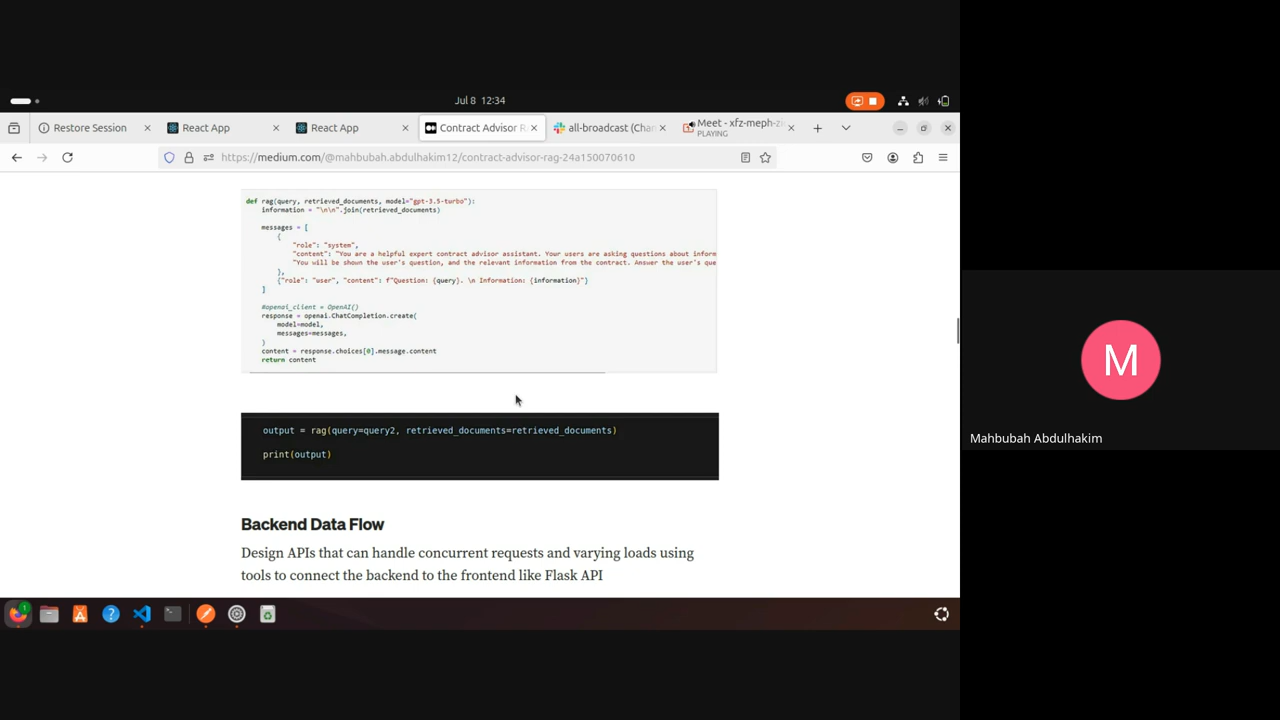 Jul 8 12:34
Restore Session
React App
React App
Contract Advisor R
all-broadcast (Chan
Meet - xfz-meph-z
PLAYING
https://medium.com/@mahbubah.abdulhakim12/contract-advisor-rag-24a150070610
def rag(query, retrieved_documents, model="gpt-3.5-turbo"):
information = "\n\n".join(retrieved_documents)
messages = [
{
"role": "system",
"content": "You are a helpful expert contract advisor assistant. Your users are asking questions about inform
"You will be shown the user's question, and the relevant information from the contract. Answer the user's que
},
{"role": "user", "content": f"Question: {query}. \n Information: {information}"}
]
#openai_client = OpenAI()
response = openai.ChatCompletion.create(
model=model,
messages=messages,
)
content = response.choices[0].message.content
return content
output = rag(query=query2, retrieved_documents=retrieved_documents)
print(output)
Backend Data Flow
Design APIs that can handle concurrent requests and varying loads using
tools to connect the backend to the frontend like Flask API
M
Mahbubah Abdulhakim